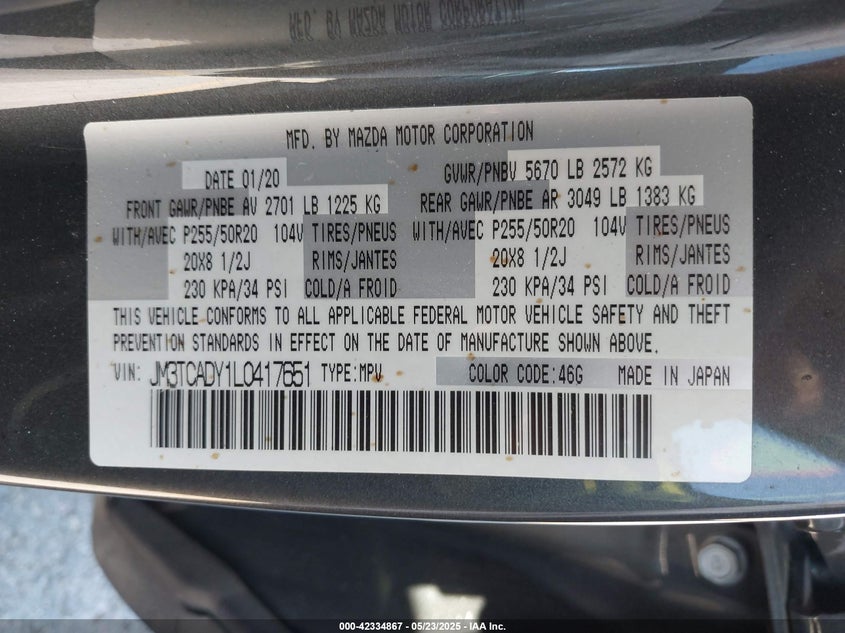 MFD. BY MAZDA MOTOR CORPORATION
MFD. BY MAZDA MOTOR CORPORATION
DATE 01/20 GVWR/PNBV 5670 LB 2572 KG
FRONT GAWR/PNBE AV 2701 LB 1225 KG REAR GAWR/PNBE AR 3049 LB 1383 KG
WITH/AVEC P255/50R20 104V TIRES/PNEUS WITH/AVEC P255/50R20 104V TIRES/PNEUS
20X8 1/2J RIMS/JANTES 20X8 1/2J RIMS/JANTES
230 KPA/34 PSI COLD/A FROID 230 KPA/34 PSI COLD/A FROID
THIS VEHICLE CONFORMS TO ALL APPLICABLE FEDERAL MOTOR VEHICLE SAFETY AND THEFT
PREVENTION STANDARDS IN EFFECT ON THE DATE OF MANUFACTURE SHOWN ABOVE.
VIN: JM3TCADY1L0417651 TYPE:MPV COLOR CODE:46G MADE IN JAPAN
000-42334867 - 05/23/2025 - IAA Inc.